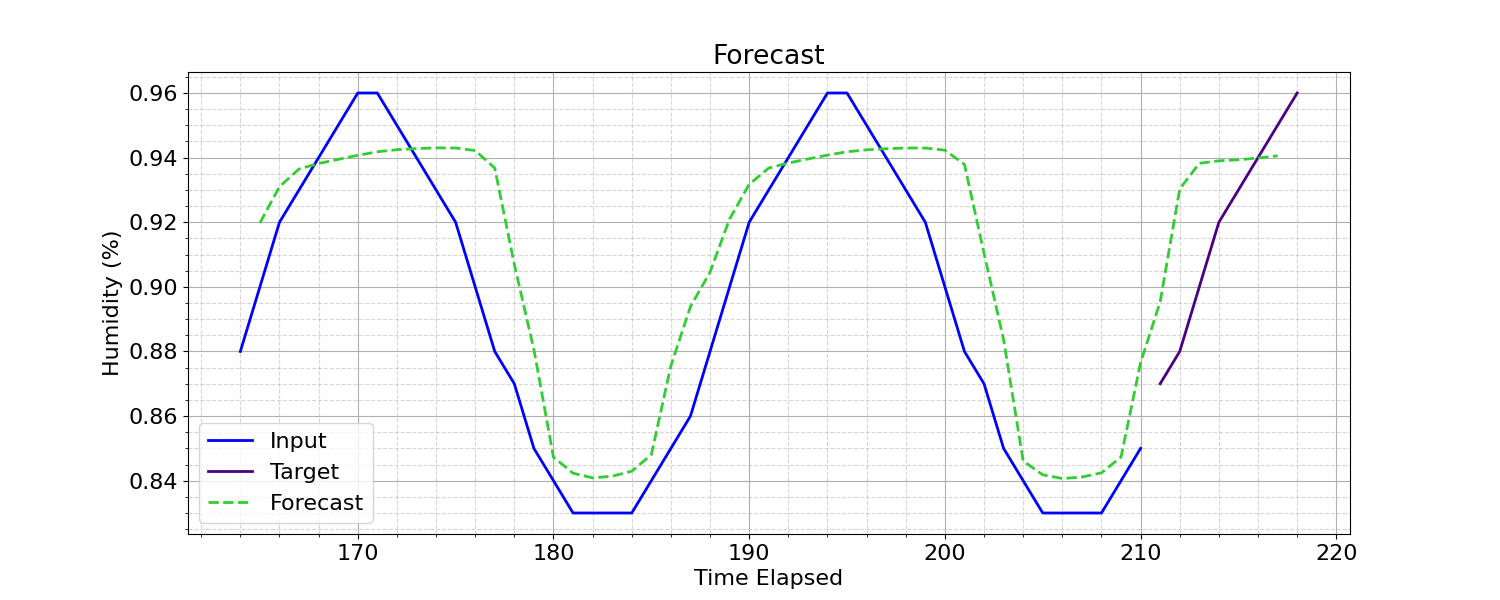 Forecast
0.96
0.94
0.92
0.90
0.88
0.86
0.84
Humidity (%)
Input
Target
Forecast
170 180 190 200 210 220
Time Elapsed